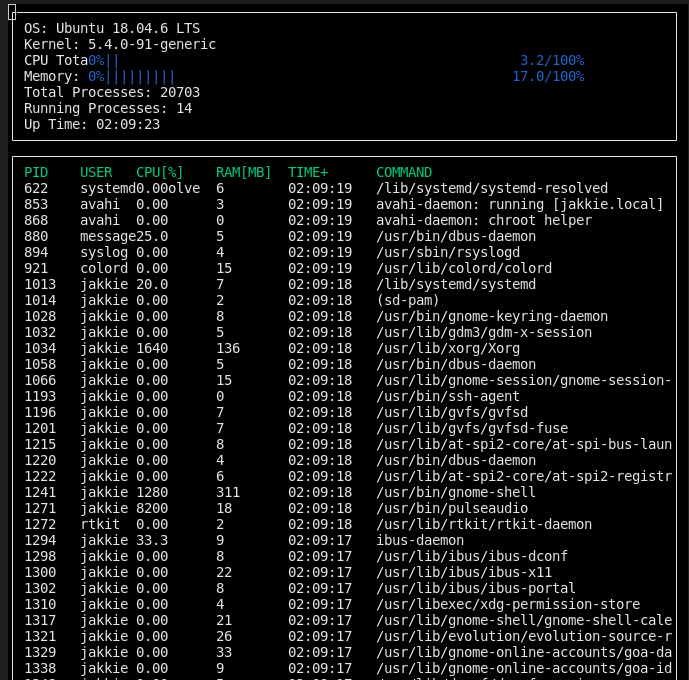 OS: Ubuntu 18.04.6 LTS
Kernel: 5.4.0-91-generic
CPU Tota0%|| 3.2/100%
Memory: 0%||||||||| 17.0/100%
Total Processes: 20703
Running Processes: 14
Up Time: 02:09:23
PID USER CPU[%] RAM[MB] TIME+ COMMAND
622 systemd0.00olve 6 02:09:19 /lib/systemd/systemd-resolved
853 avahi 0.00 3 02:09:19 avahi-daemon: running [jakkie.local]
868 avahi 0.00 0 02:09:19 avahi-daemon: chroot helper
880 message25.0 5 02:09:19 /usr/bin/dbus-daemon
894 syslog 0.00 4 02:09:19 /usr/sbin/rsyslogd
921 colord 0.00 15 02:09:19 /usr/lib/colord/colord
1013 jakkie 20.0 7 02:09:18 /lib/systemd/systemd
1014 jakkie 0.00 2 02:09:18 (sd-pam)
1028 jakkie 0.00 8 02:09:18 /usr/bin/gnome-keyring-daemon
1032 jakkie 0.00 5 02:09:18 /usr/lib/gdm3/gdm-x-session
1034 jakkie 1640 136 02:09:18 /usr/lib/xorg/Xorg
1058 jakkie 0.00 5 02:09:18 /usr/bin/dbus-daemon
1066 jakkie 0.00 15 02:09:18 /usr/lib/gnome-session/gnome-session-
1193 jakkie 0.00 0 02:09:18 /usr/bin/ssh-agent
1196 jakkie 0.00 7 02:09:18 /usr/lib/gvfs/gvfsd
1201 jakkie 0.00 7 02:09:18 /usr/lib/gvfs/gvfsd-fuse
1215 jakkie 0.00 8 02:09:18 /usr/lib/at-spi2-core/at-spi-bus-laun
1220 jakkie 0.00 4 02:09:18 /usr/bin/dbus-daemon
1222 jakkie 0.00 6 02:09:18 /usr/lib/at-spi2-core/at-spi2-registr
1241 jakkie 1280 311 02:09:18 /usr/bin/gnome-shell
1271 jakkie 8200 18 02:09:18 /usr/bin/pulseaudio
1272 rtkit 0.00 2 02:09:18 /usr/lib/rtkit/rtkit-daemon
1294 jakkie 33.3 9 02:09:17 ibus-daemon
1298 jakkie 0.00 8 02:09:17 /usr/lib/ibus/ibus-dconf
1300 jakkie 0.00 22 02:09:17 /usr/lib/ibus/ibus-x11
1302 jakkie 0.00 8 02:09:17 /usr/lib/ibus/ibus-portal
1310 jakkie 0.00 4 02:09:17 /usr/libexec/xdg-permission-store
1317 jakkie 0.00 21 02:09:17 /usr/lib/gnome-shell/gnome-shell-cale
1321 jakkie 0.00 26 02:09:17 /usr/lib/evolution/evolution-source-r
1329 jakkie 0.00 33 02:09:17 /usr/lib/gnome-online-accounts/goa-da
1338 jakkie 0.00 9 02:09:17 /usr/lib/gnome-online-accounts/goa-id